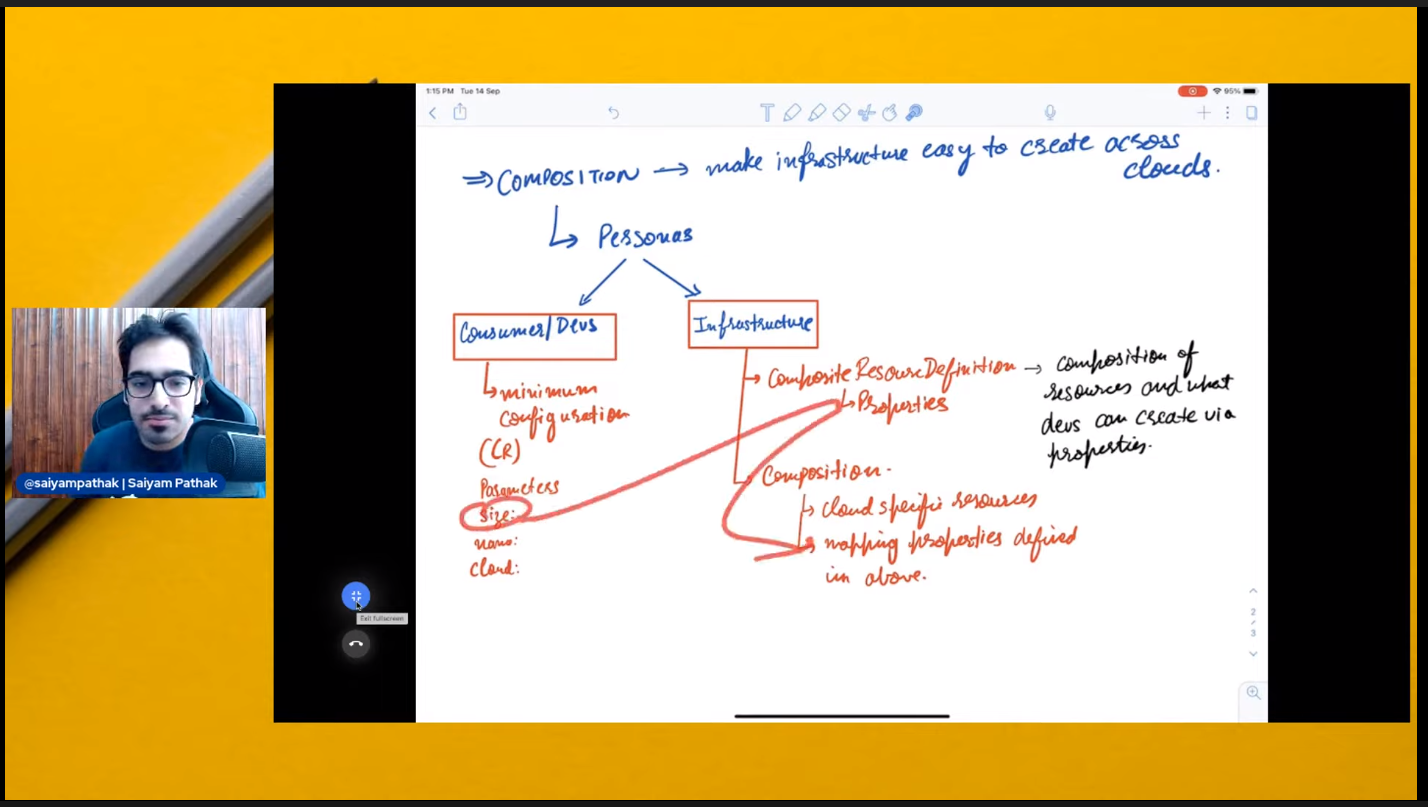 1:15 PM Tue 14 Sep
95%
⇒ COMPOSITION → make infrastructure easy to create across
clouds.
Personas
Consumer/Devs
Infrastructure
minimum
configuration
(CR)
Parameters
size:
name:
cloud:
CompositeResourceDefinition → composition of
resources and what
devs can create via
properties.
Properties
Composition.
cloud specific resources
mapping properties defined
in above.
@saiyampathak | Saiyam Pathak
Exit fullscreen
2
/
3